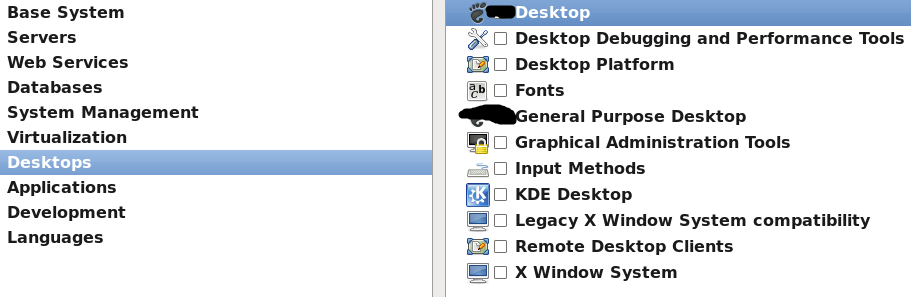 Base System
Servers
Web Services
Databases
System Management
Virtualization
Desktops
Applications
Development
Languages
Desktop
Desktop Debugging and Performance Tools
Desktop Platform
Fonts
General Purpose Desktop
Graphical Administration Tools
Input Methods
KDE Desktop
Legacy X Window System compatibility
Remote Desktop Clients
X Window System